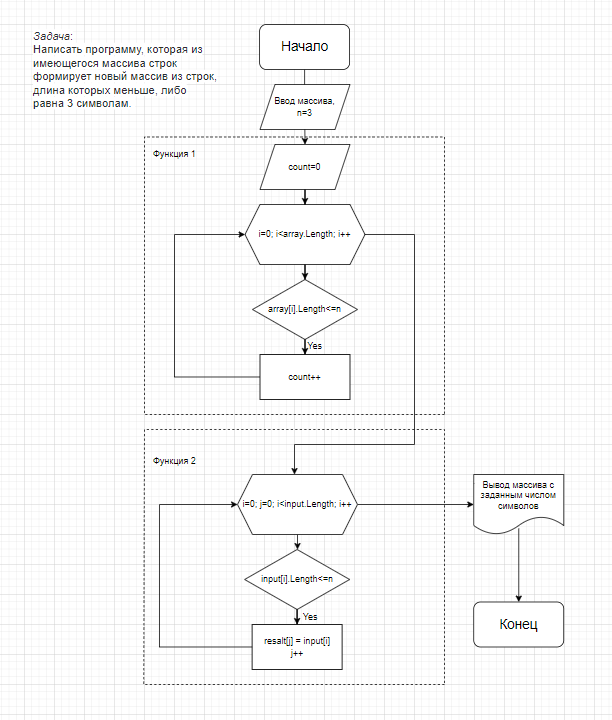 Задача:
Написать программу, которая из
имеющегося массива строк
формирует новый массив из строк,
длина которых меньше, либо
равна 3 символам.
Начало
Ввод массива,
n=3
Функция 1
count=0
i=0; i<array.Length; i++
array[i].Length<=n
Yes
count++
Функция 2
i=0; j=0; i<input.Length; i++
Вывод массива с
заданным числом
символов
input[i].Length<=n
Yes
resalt[j] = input[i]
j++
Конец